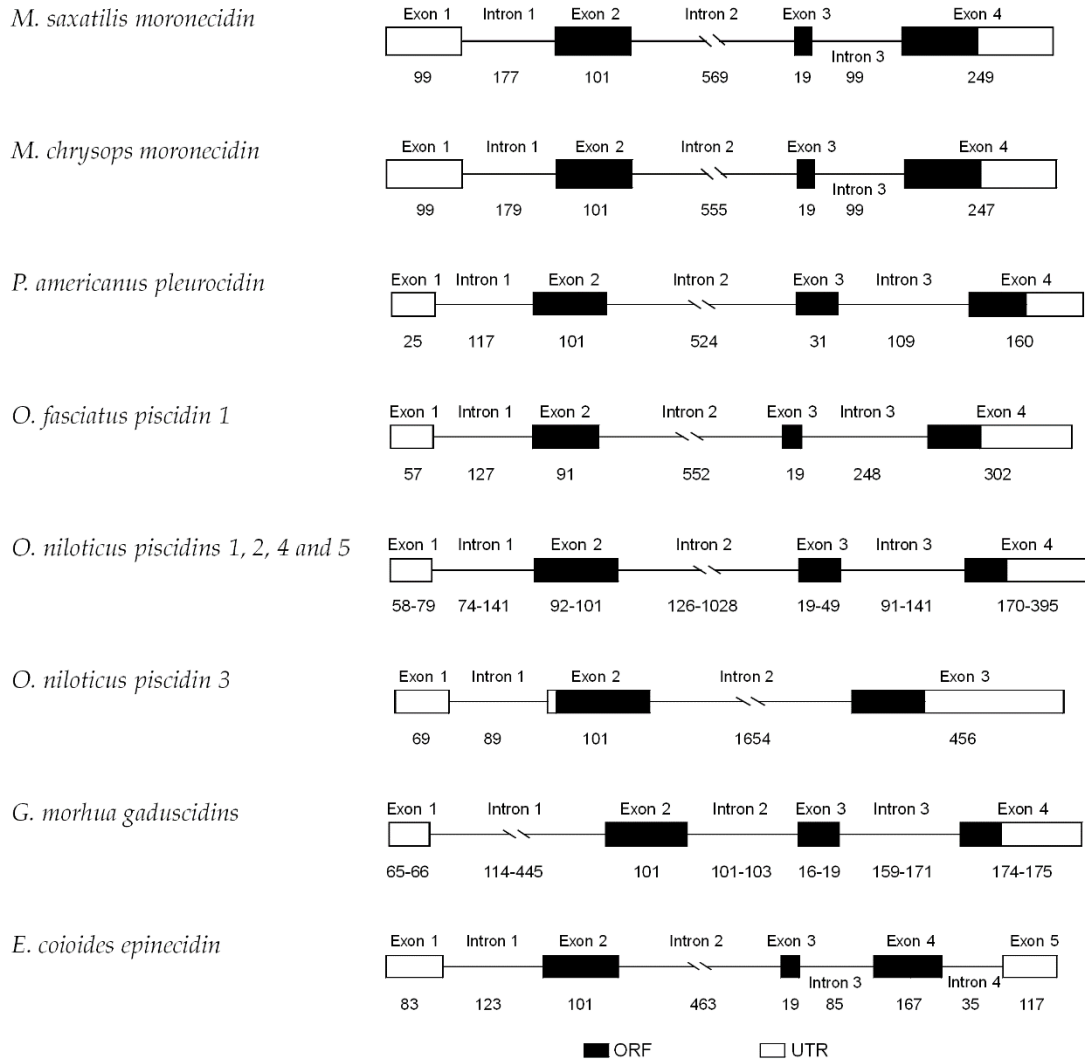 M. saxatilis moronecidin
Exon 1 Intron 1 Exon 2 Intron 2 Exon 3 Exon 4
Intron 3
99 177 101 569 19 99 249
M. chrysops moronecidin
Exon 1 Intron 1 Exon 2 Intron 2 Exon 3 Exon 4
Intron 3
99 179 101 555 19 99 247
P. americanus pleurocidin
Exon 1 Intron 1 Exon 2 Intron 2 Exon 3 Intron 3 Exon 4
25 117 101 524 31 109 160
O. fasciatus piscidin 1
Exon 1 Intron 1 Exon 2 Intron 2 Exon 3 Intron 3 Exon 4
57 127 91 552 19 248 302
O. niloticus piscidins 1, 2, 4 and 5
Exon 1 Intron 1 Exon 2 Intron 2 Exon 3 Intron 3 Exon 4
58-79 74-141 92-101 126-1028 19-49 91-141 170-395
O. niloticus piscidin 3
Exon 1 Intron 1 Exon 2 Intron 2 Exon 3
69 89 101 1654 456
G. morhua gaduscidins
Exon 1 Intron 1 Exon 2 Intron 2 Exon 3 Intron 3 Exon 4
65-66 114-445 101 101-103 16-19 159-171 174-175
E. coioides epinecidin
Exon 1 Intron 1 Exon 2 Intron 2 Exon 3 Exon 4 Exon 5
Intron 3 Intron 4
83 123 101 463 19 85 167 35 117
ORF UTR